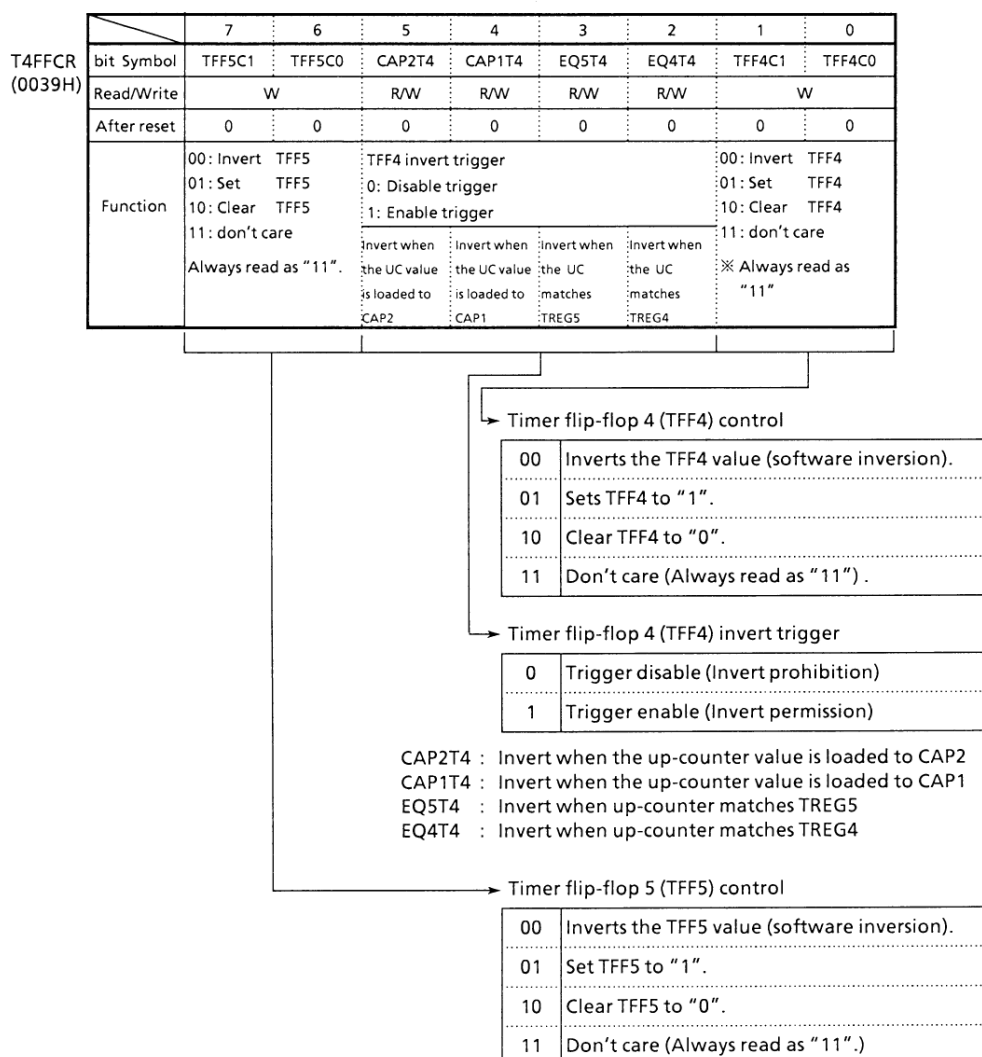 7 6 5 4 3 2 1 0
T4FFCR (0039H)
bit Symbol TFF5C1 TFF5C0 CAP2T4 CAP1T4 EQ5T4 EQ4T4 TFF4C1 TFF4C0
Read/Write W R/W R/W R/W R/W W
After reset 0 0 0 0 0 0 0 0
Function
00: Invert TFF5
01: Set TFF5
10: Clear TFF5
11: don't care
Always read as "11".
TFF4 invert trigger
0: Disable trigger
1: Enable trigger
Invert when
the UC value
is loaded to
CAP2
Invert when
the UC value
is loaded to
CAP1
Invert when
the UC
matches
TREG5
Invert when
the UC
matches
TREG4
00: Invert TFF4
01: Set TFF4
10: Clear TFF4
11: don't care
※ Always read as
"11"
Timer flip-flop 4 (TFF4) control
00 Inverts the TFF4 value (software inversion).
01 Sets TFF4 to "1".
10 Clear TFF4 to "0".
11 Don't care (Always read as "11") .
Timer flip-flop 4 (TFF4) invert trigger
0 Trigger disable (Invert prohibition)
1 Trigger enable (Invert permission)
CAP2T4 : Invert when the up-counter value is loaded to CAP2
CAP1T4 : Invert when the up-counter value is loaded to CAP1
EQ5T4 : Invert when up-counter matches TREG5
EQ4T4 : Invert when up-counter matches TREG4
Timer flip-flop 5 (TFF5) control
00 Inverts the TFF5 value (software inversion).
01 Set TFF5 to "1".
10 Clear TFF5 to "0".
11 Don't care (Always read as "11".)